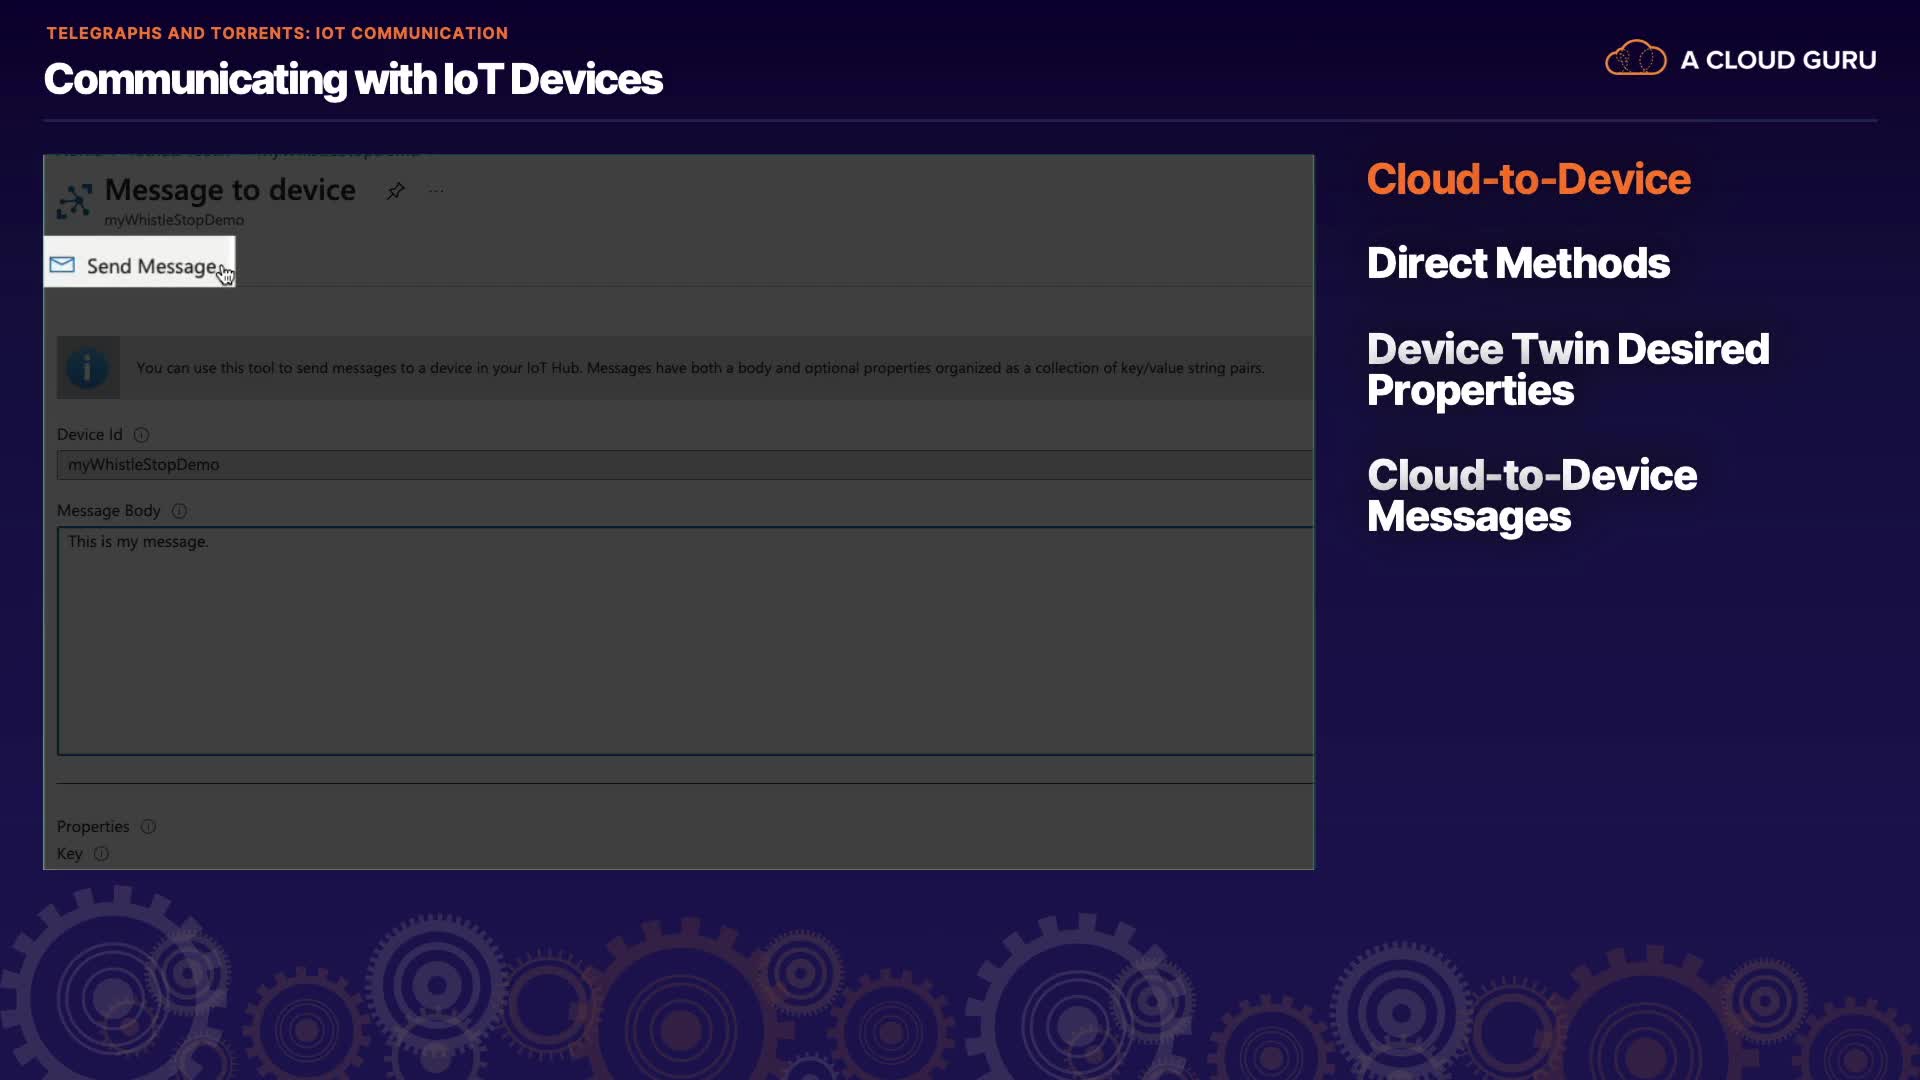 TELEGRAPHS AND TORRENTS: IOT COMMUNICATION
Communicating with IoT Devices
A CLOUD GURU
Message to device
myWhistleStopDemo
Send Message
You can use this tool to send messages to a device in your IoT Hub. Messages have both a body and optional properties organized as a collection of key/value string pairs.
Device Id
myWhistleStopDemo
Message Body
This is my message.
Properties
Key
Cloud-to-Device
Direct Methods
Device Twin Desired
Properties
Cloud-to-Device
Messages